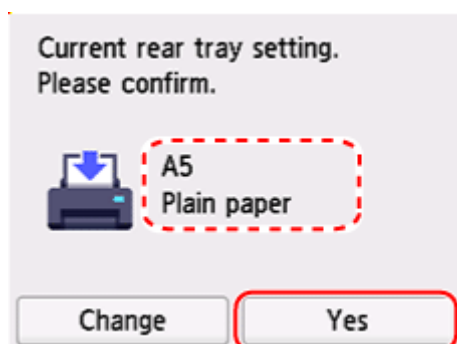 Current rear tray setting.
Please confirm.
A5
Plain paper
Change
Yes